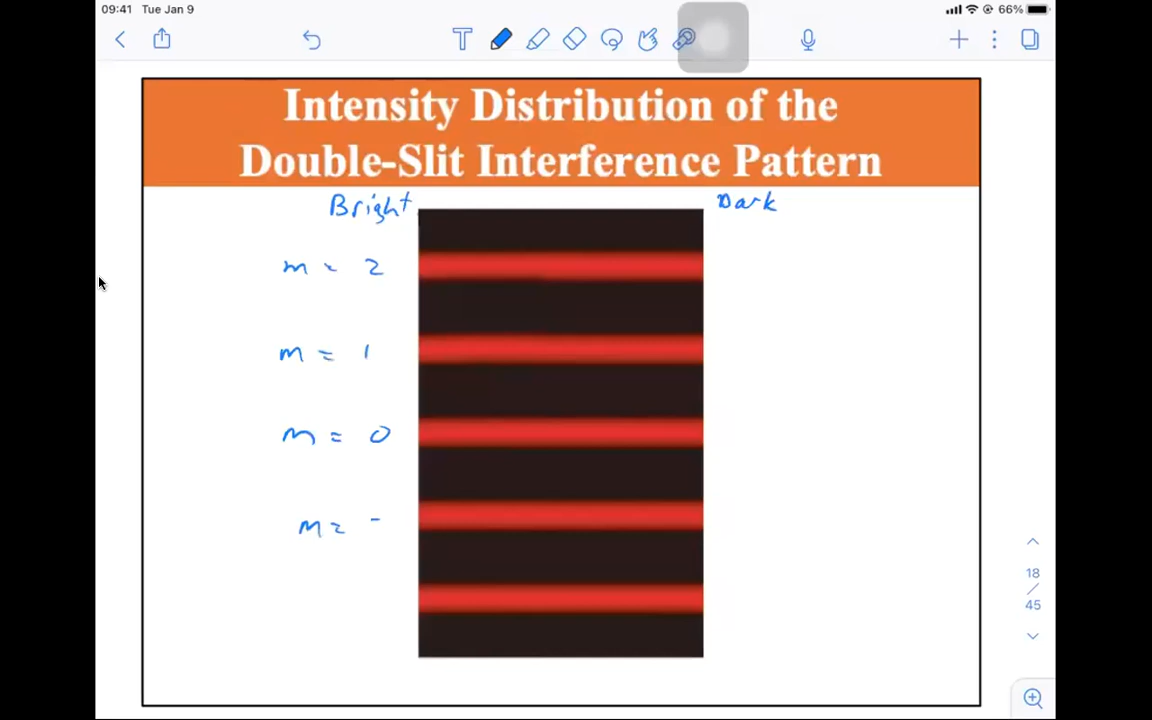 09:41 Tue Jan 9 66%
T
Intensity Distribution of the
Double-Slit Interference Pattern
Bright Dark
m = 2
m = 1
m = 0
m = -
18
/
45